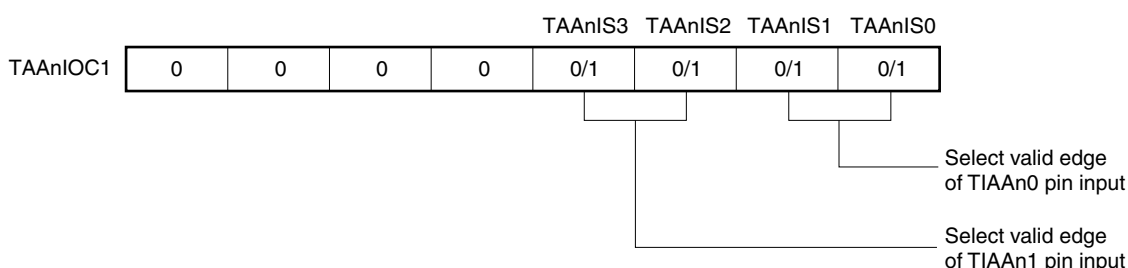 TAAnIS3 TAAnIS2 TAAnIS1 TAAnIS0
TAAnIOC1 0 0 0 0 0/1 0/1 0/1 0/1
Select valid edge
of TIAAn0 pin input
Select valid edge
of TIAAn1 pin input